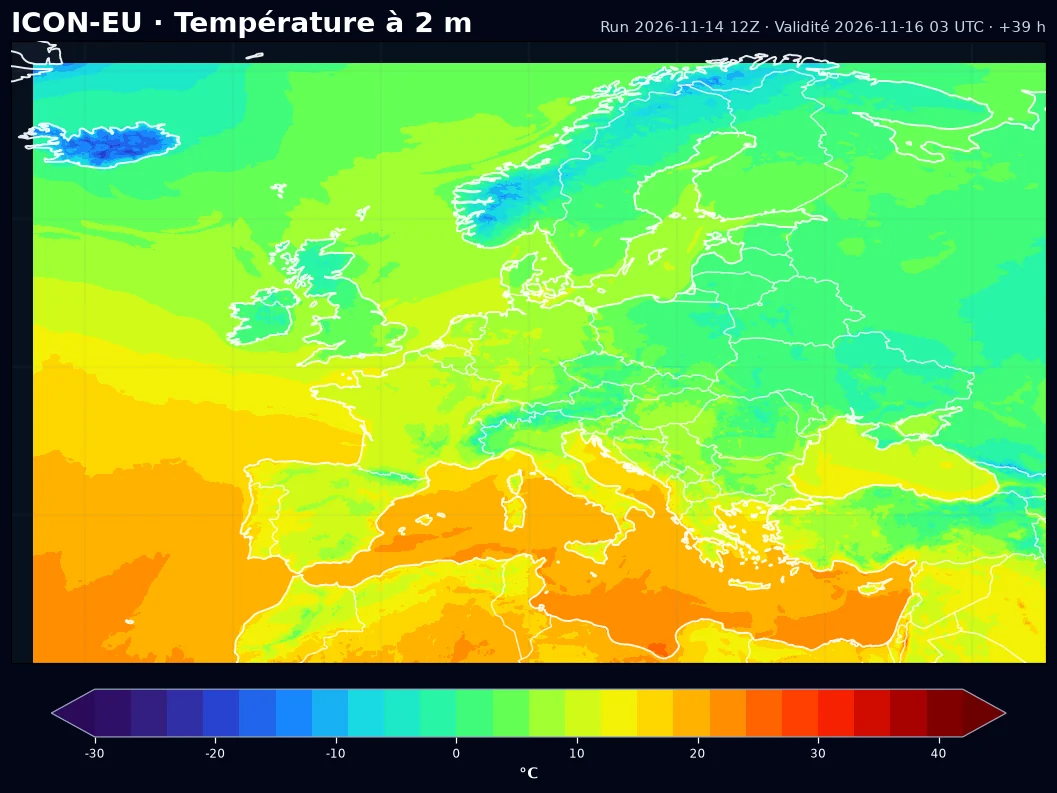 ICON-EU · Température à 2 m
Run 2026-11-14 12Z · Validité 2026-11-16 03 UTC · +39 h
-30 -20 -10 0 10 20 30 40
°C